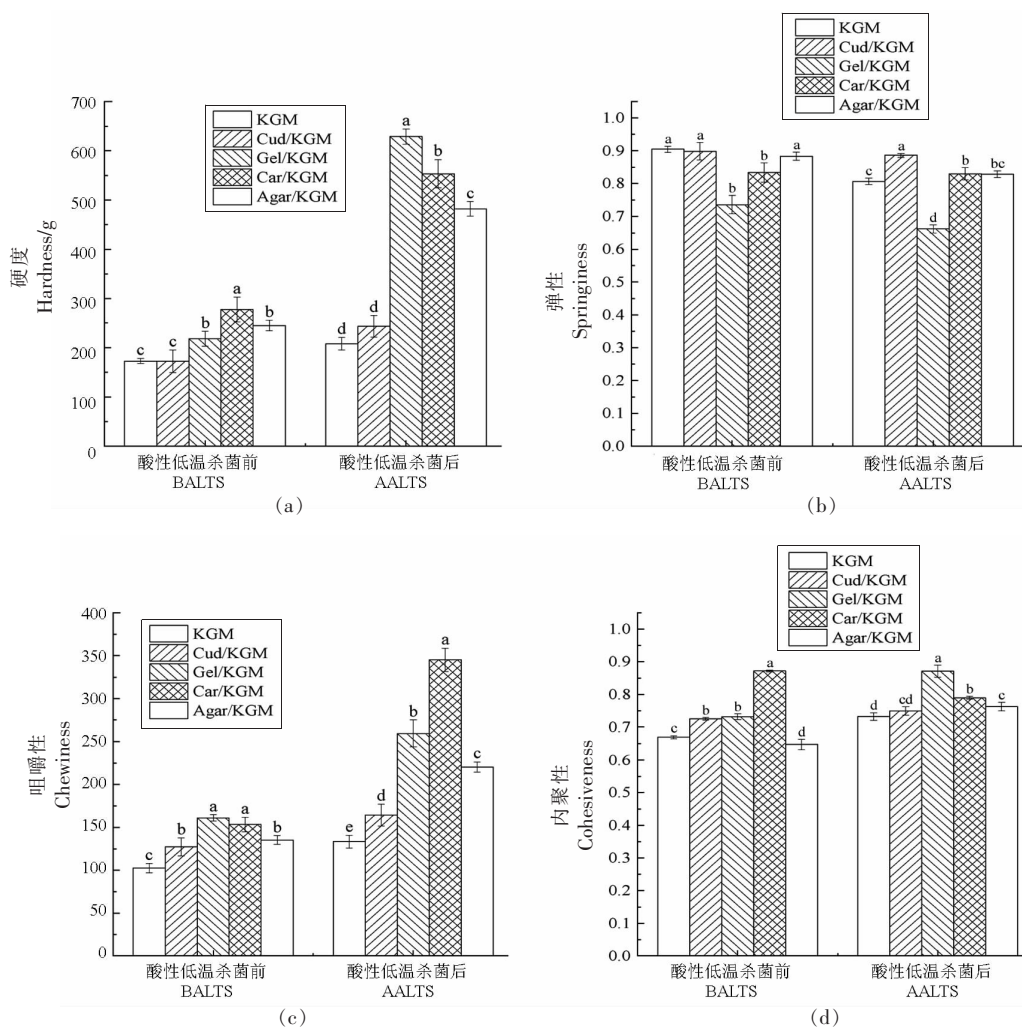 KGM
Cud/KGM
Gel/KGM
Car/KGM
Agar/KGM
700
600
500
400
300
200
100
0
硬度
Hardness/g
c
c
b
a
b
d
d
a
b
c
酸性低温杀菌前
BALTS
酸性低温杀菌后
AALTS
(a)
KGM
Cud/KGM
Gel/KGM
Car/KGM
Agar/KGM
1.0
0.9
0.8
0.7
0.6
0.5
0.4
0.3
0.2
0.1
0.0
弹性
Springiness
a
a
b
b
a
c
a
d
b
bc
酸性低温杀菌前
BALTS
酸性低温杀菌后
AALTS
(b)
KGM
Cud/KGM
Gel/KGM
Car/KGM
Agar/KGM
400
350
300
250
200
150
100
50
0
咀嚼性
Chewiness
c
b
a
a
b
e
d
b
a
c
酸性低温杀菌前
BALTS
酸性低温杀菌后
AALTS
(c)
KGM
Cud/KGM
Gel/KGM
Car/KGM
Agar/KGM
1.0
0.9
0.8
0.7
0.6
0.5
0.4
0.3
0.2
0.1
0.0
内聚性
Cohesiveness
c
b
b
a
d
d
cd
a
b
c
酸性低温杀菌前
BALTS
酸性低温杀菌后
AALTS
(d)